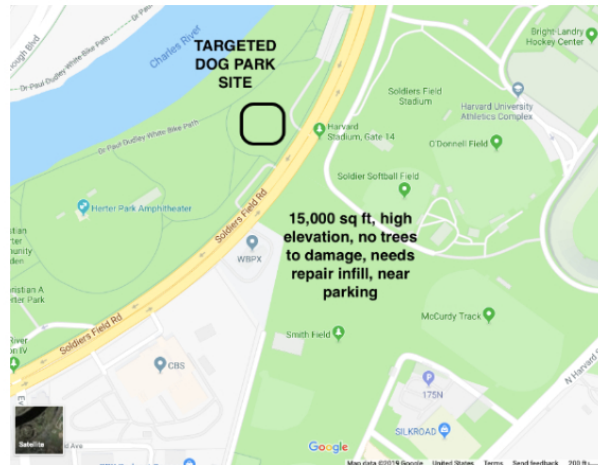 ough Blvd
Dr Paul Dudley White Bike Path
Charles River
TARGETED
DOG PARK
SITE
Bright-Landry
Hockey Center
Soldiers Field
Stadium
Harvard University
Athletics Complex
Harvard
Stadium, Gate 14
O'Donnell Field
Dr Paul Dudley White Bike Path
Soldier Softball Field
Herter Park Amphitheater
15,000 sq ft, high
elevation, no trees
to damage, needs
repair infill, near
parking
Soldiers Field Rd
WBPX
McCurdy Track
Smith Field
Soldiers Field Rd
CBS
175N
N Harvard S
SILKROAD
Satellite
Google
Map data ©2019 Google
United States
Terms
Send feedback
200 ft